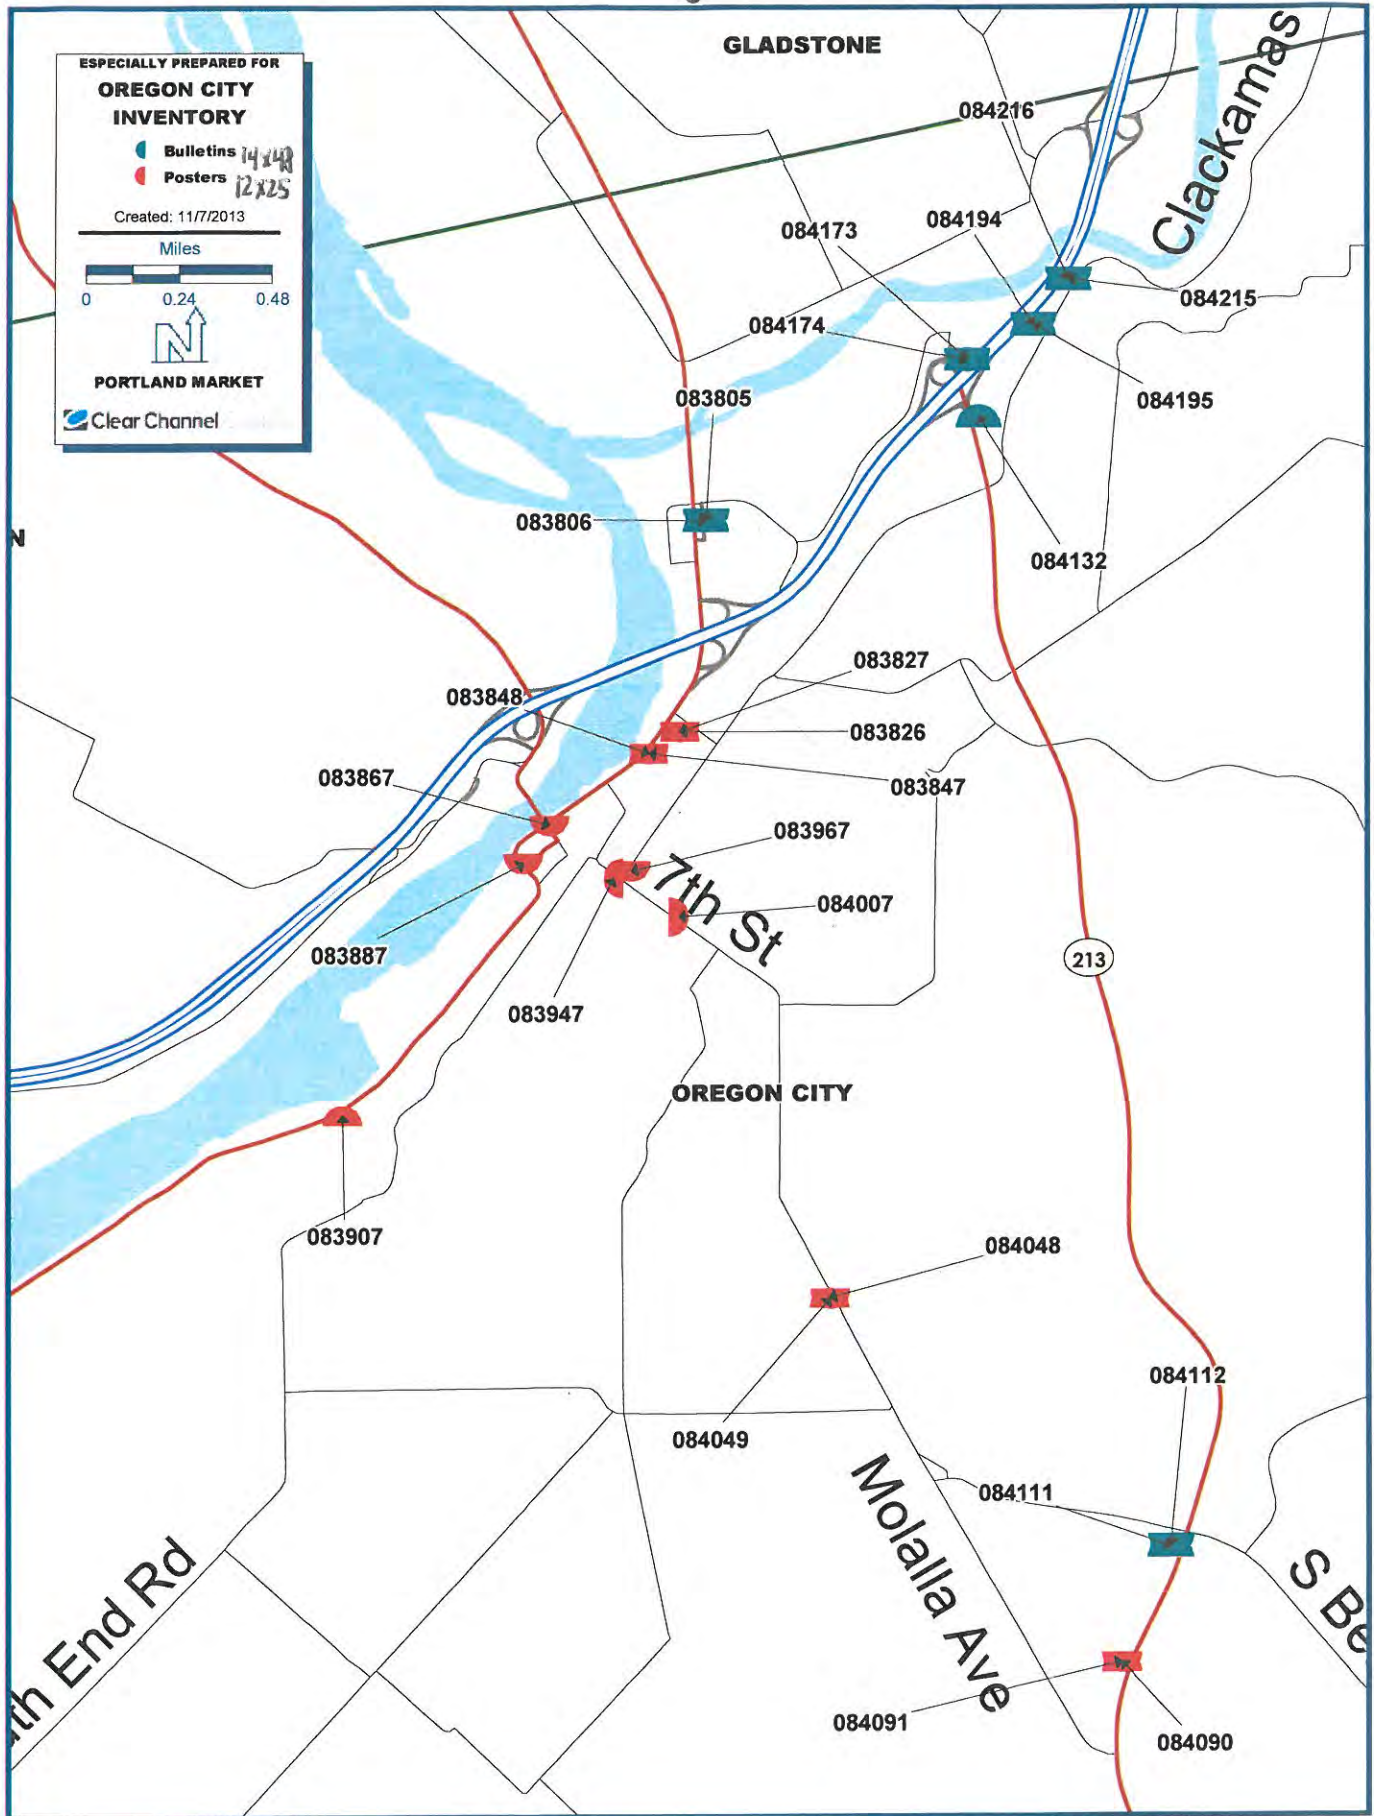 GLADSTONE
ESPECIALLY PREPARED FOR
OREGON CITY
INVENTORY
Bulletins 14x48
Posters 12x25
Created: 11/7/2013
Miles
0 0.24 0.48
N
PORTLAND MARKET
Clear Channel
084216
Clackamas
084173
084194
084215
084174
084195
083805
083806
N
084132
083827
083848
083826
083867
083847
083967
7th St
084007
083887
213
083947
OREGON CITY
083907
084048
084112
084049
084111
Molalla Ave
S Be
uth End Rd
084091
084090